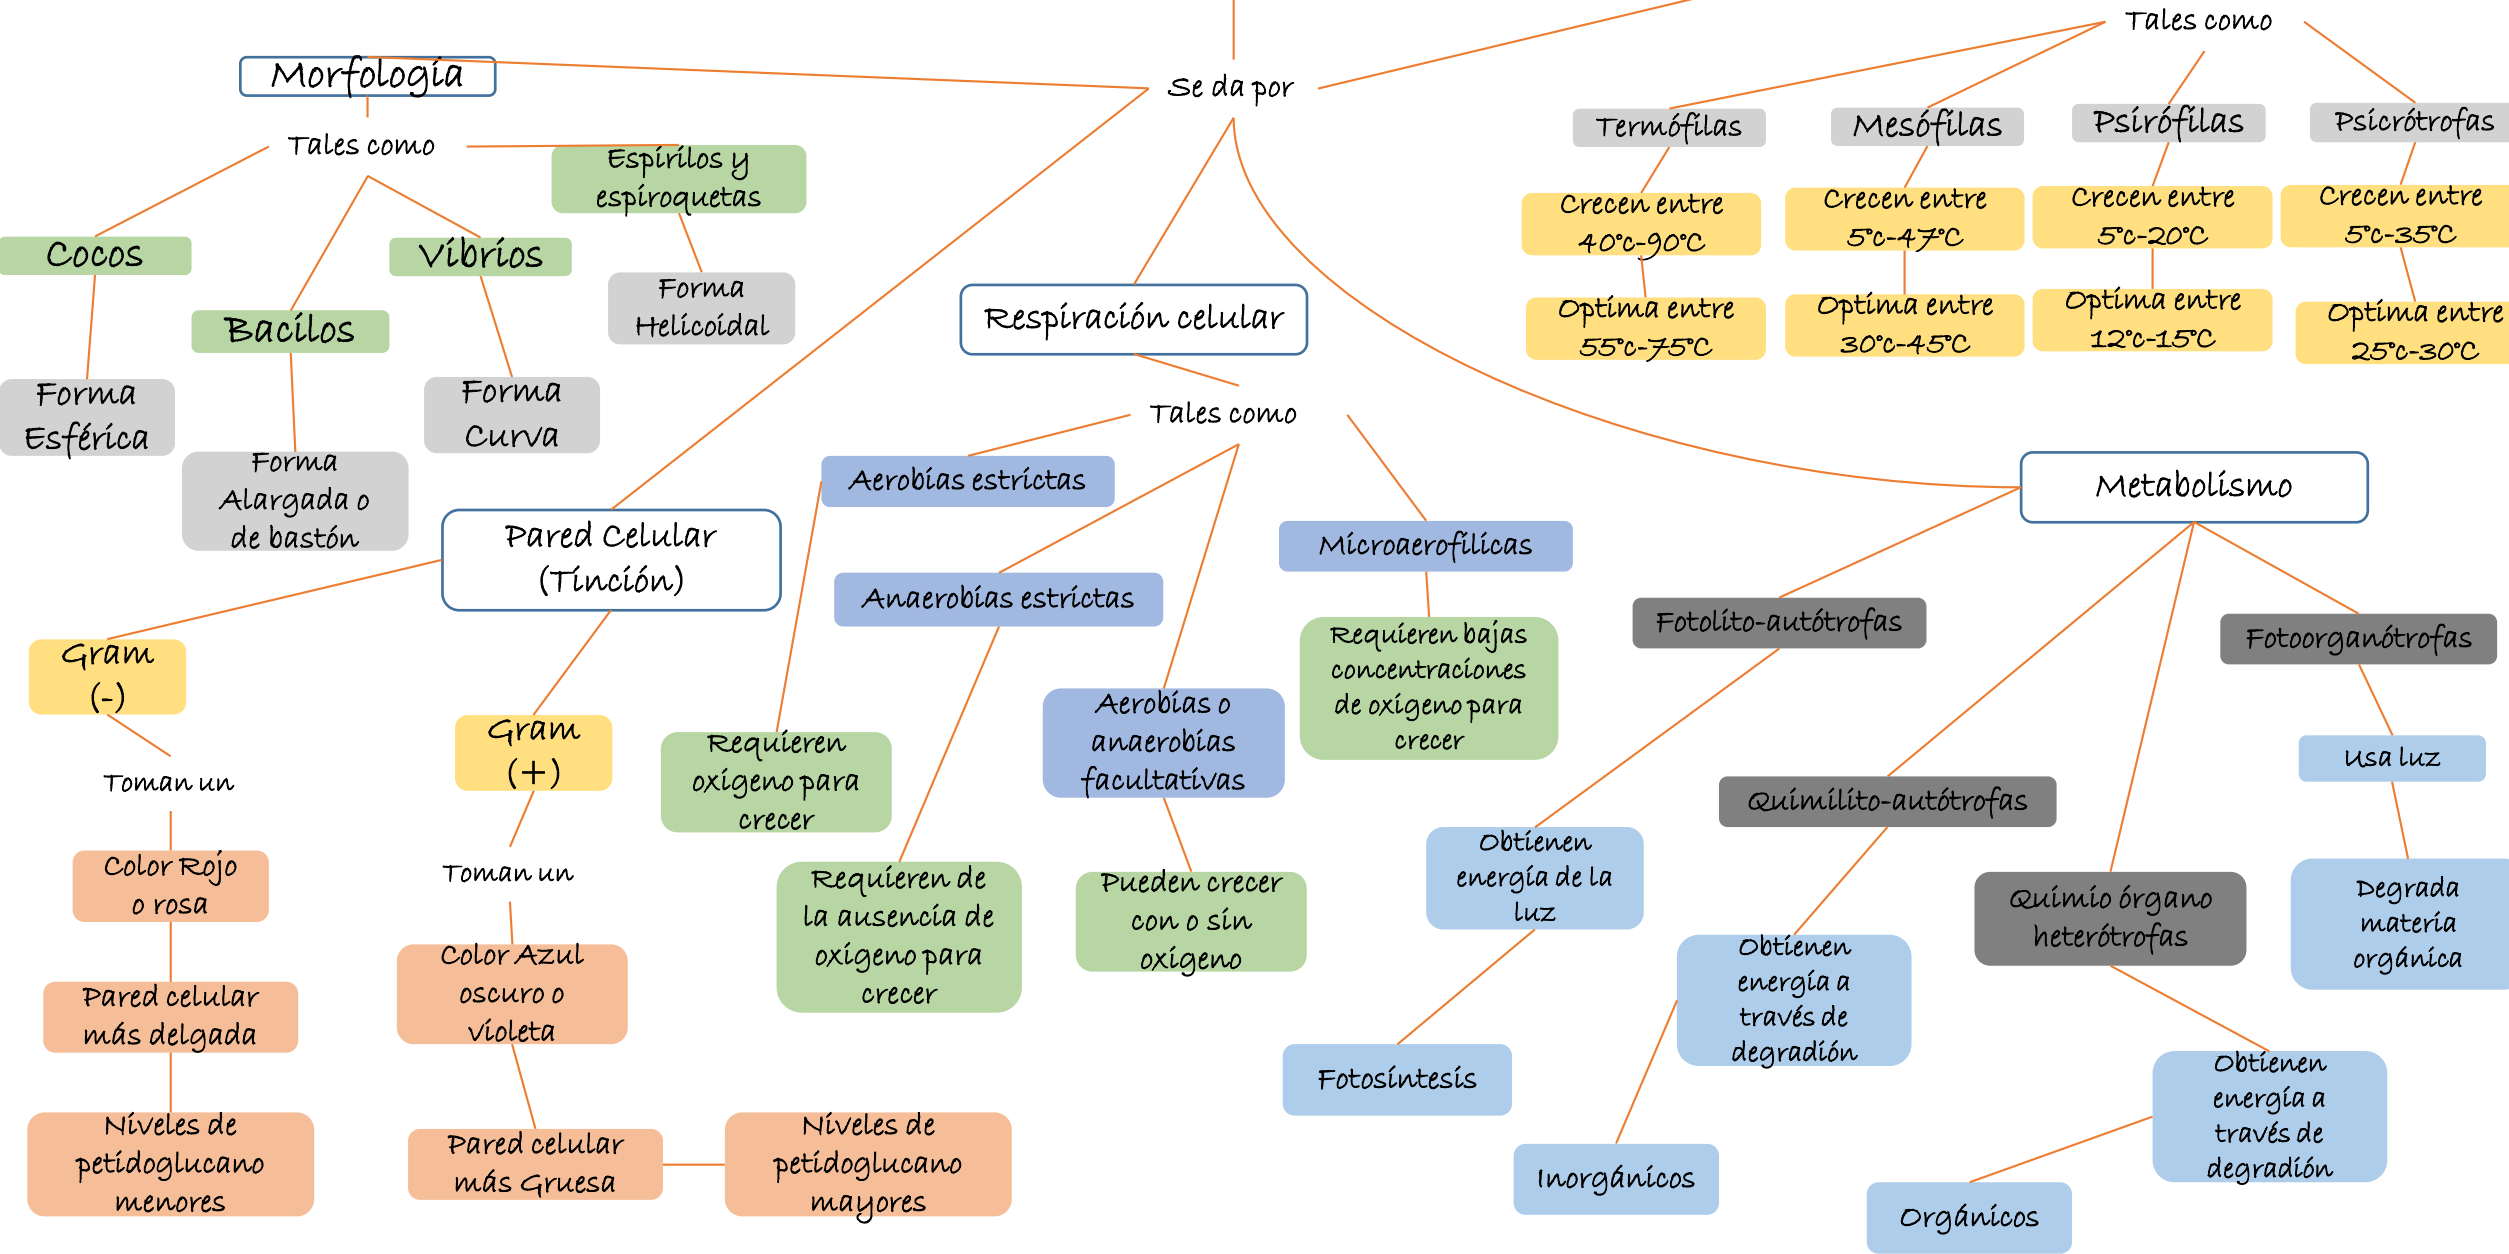 Se da por
Morfología
Tales como
Cocos
Forma
Esférica
Bacilos
Forma
Alargada o
de bastón
Vibrios
Forma
Curva
Espirilos y
espiroquetas
Forma
Helicoidal
Pared Celular
(Tinción)
Gram
(-)
Toman un
Color Rojo
o rosa
Pared celular
más delgada
Niveles de
petidoglucano
menores
Gram
(+)
Toman un
Color Azul
oscuro o
violeta
Pared celular
más Gruesa
Niveles de
petidoglucano
mayores
Respiración celular
Tales como
Aerobias estrictas
Requieren
oxigeno para
crecer
Anaerobias estrictas
Requieren de
la ausencia de
oxigeno para
crecer
Aerobias o
anaerobias
facultativas
Pueden crecer
con o sin
oxigeno
Microaerofilicas
Requieren bajas
concentraciones
de oxigeno para
crecer
Tales como
Termófilas
Crecen entre
40°c-90°C
Optima entre
55°c-75°C
Mesófilas
Crecen entre
5°c-47°C
Optima entre
30°c-45°C
Psirófilas
Crecen entre
5°c-20°C
Optima entre
12°c-15°C
Psicrótrofas
Crecen entre
5°c-35°C
Optima entre
25°c-30°C
Metabolismo
Fotolito-autótrofas
Obtienen
energía de la
luz
Fotosíntesis
Quimilito-autótrofas
Obtienen
energía a
través de
degradión
Inorgánicos
Quimio órgano
heterótrofas
Obtienen
energía a
través de
degradión
Orgánicos
Fotoorganótrofas
Usa luz
Degrada
materia
orgánica